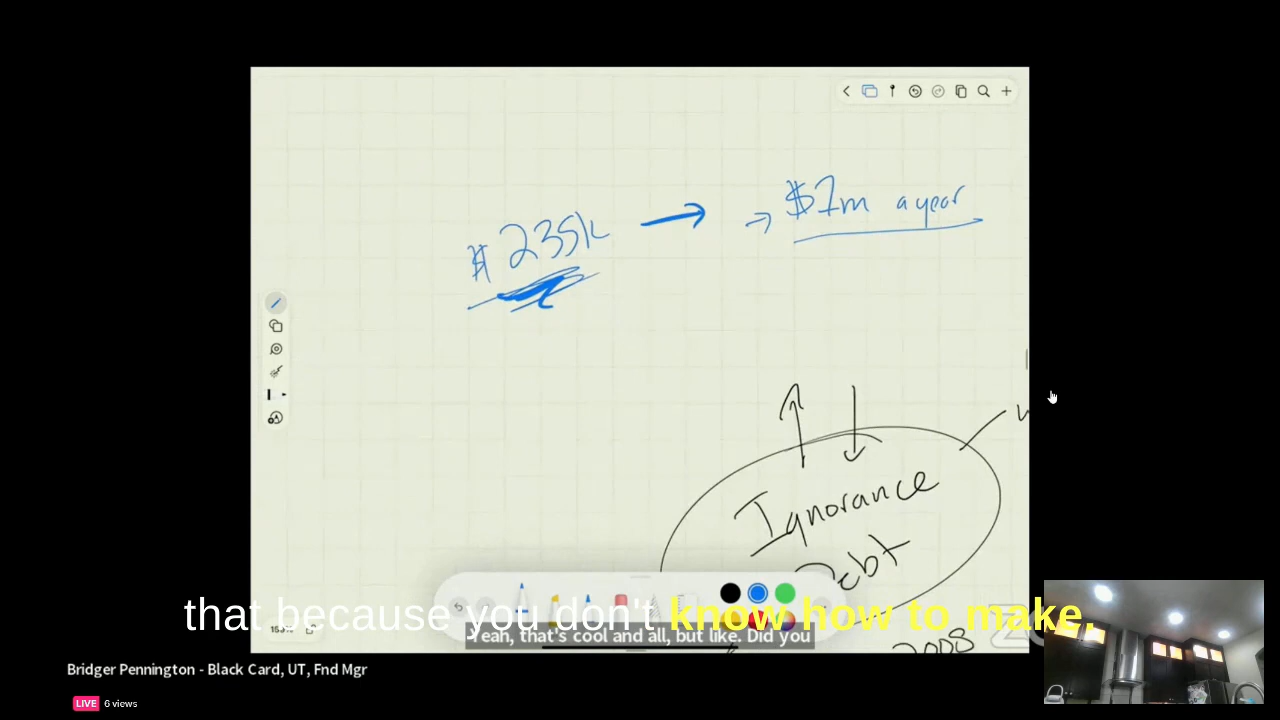 $235k → → $1m a year
Ignorance
Debt
that because you don't know how to make.
Yeah, that's cool and all, but like. Did you
2008
Bridger Pennington - Black Card, UT, Fnd Mgr
LIVE 6 views